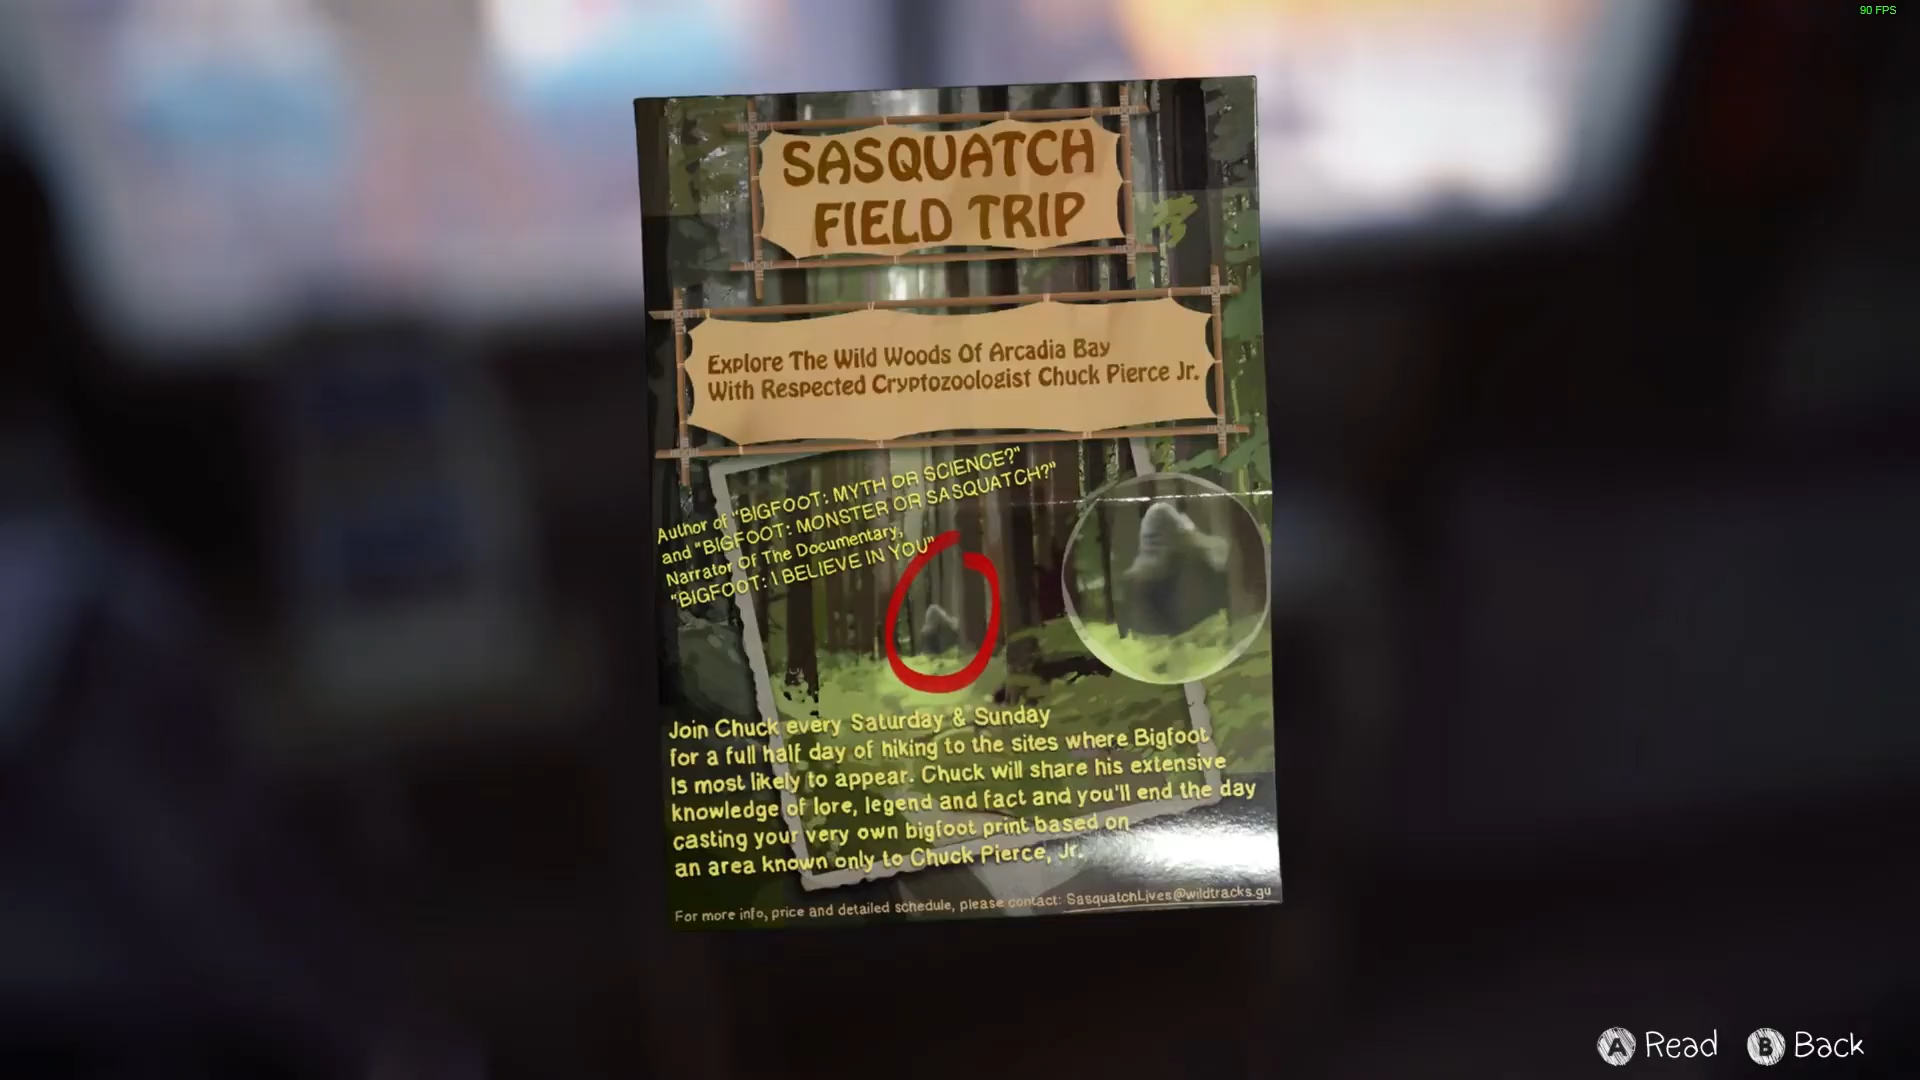 90 FPS
SASQUATCH
FIELD TRIP
Explore The Wild Woods Of Arcadia Bay
With Respected Cryptozoologist Chuck Pierce Jr.
Author of "BIGFOOT: MYTH OR SCIENCE?"
and "BIGFOOT: MONSTER OR SASQUATCH?"
Narrator Of The Documentary,
"BIGFOOT: I BELIEVE IN YOU"
Join Chuck every Saturday & Sunday
for a full half day of hiking to the sites where Bigfoot
Is most likely to appear. Chuck will share his extensive
knowledge of lore, legend and fact and you'll end the day
casting your very own bigfoot print based on
an area known only to Chuck Pierce, Jr.
For more info, price and detailed schedule, please contact: SasquatchLives@wildtracks.gu
A Read B Back